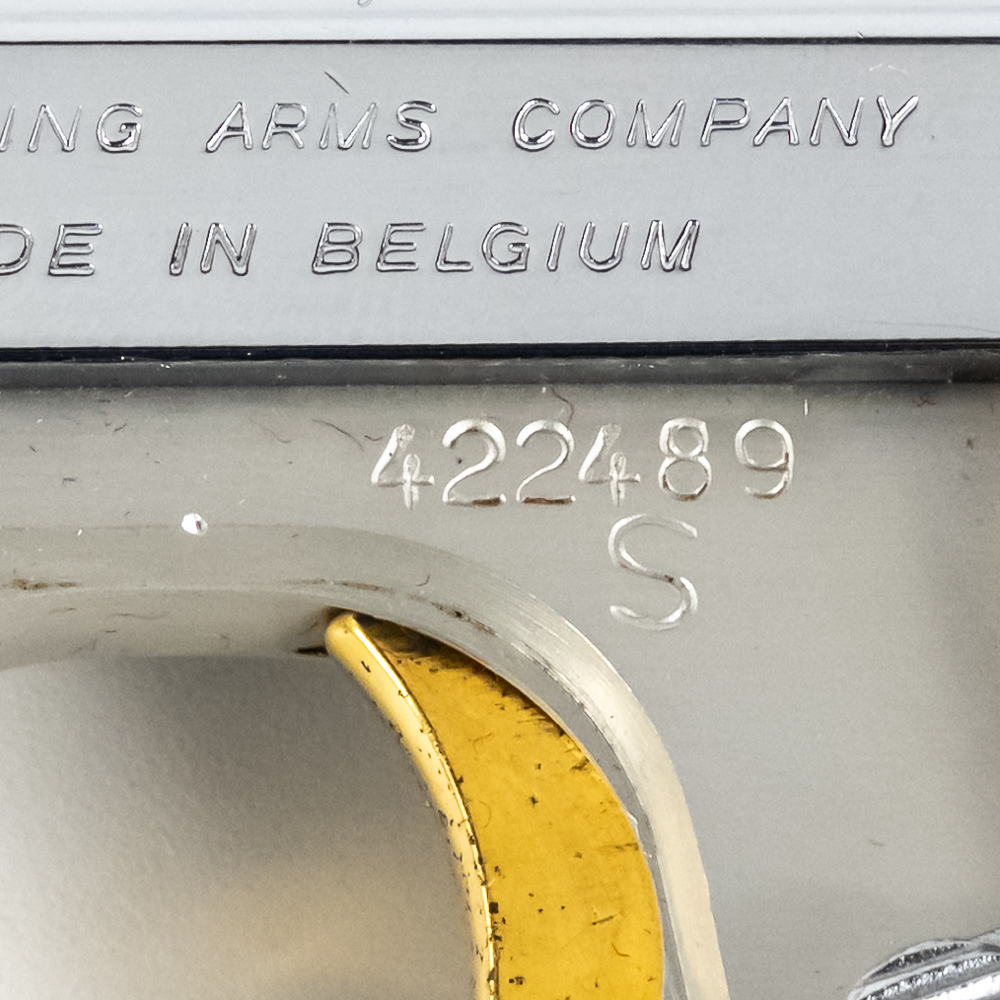 ING ARMS COMPANY
DE IN BELGIUM
422489
S